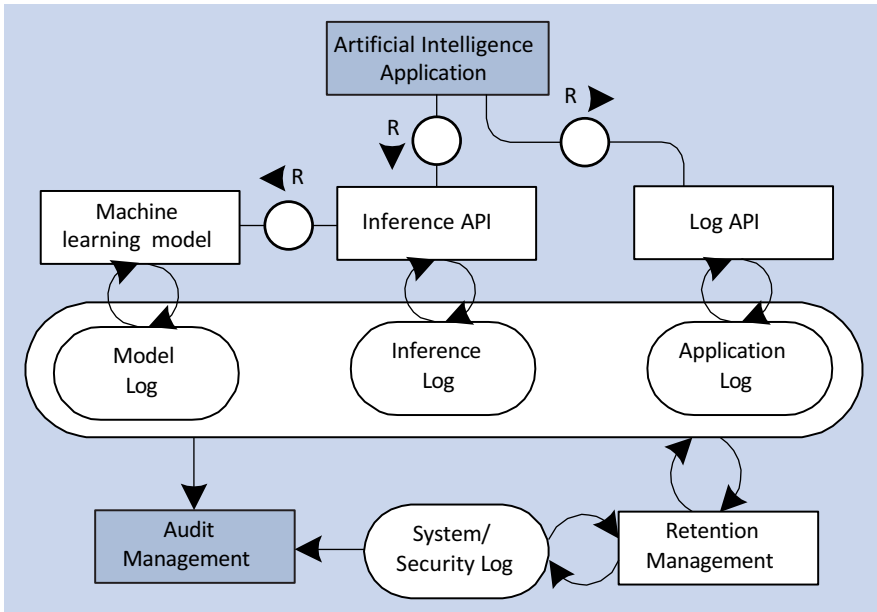 Artificial Intelligence
Application
R
R
R
Machine
learning model
Inference API
Log API
Model
Log
Inference
Log
Application
Log
Audit
Management
System/
Security Log
Retention
Management